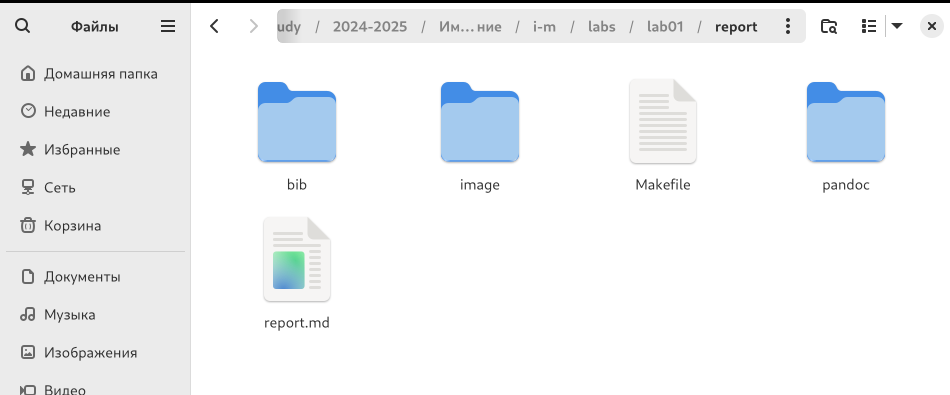 Файлы
udy / 2024-2025 / Им...ние / i-m / labs / lab01 / report
Домашняя папка
Недавние
Избранные
Сеть
Корзина
Документы
Музыка
Изображения
Видео
bib
image
Makefile
pandoc
report.md